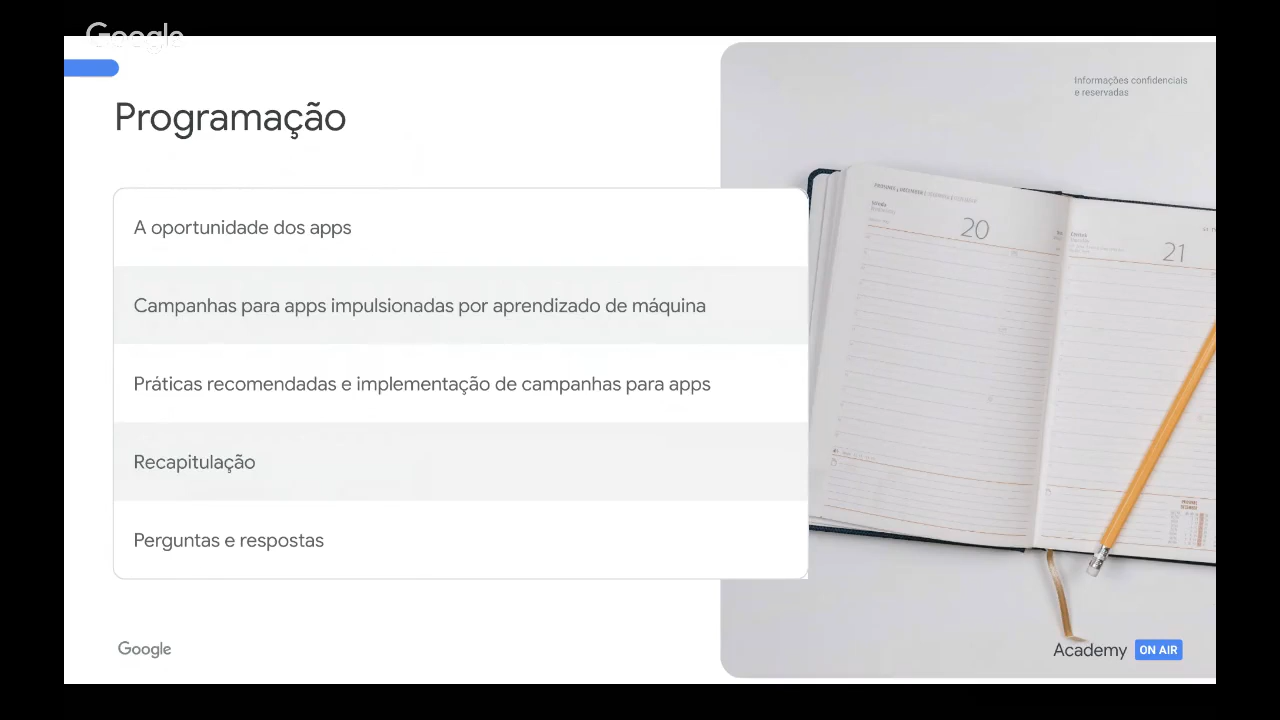 Google
Informações confidenciais
e reservadas
Programação
A oportunidade dos apps
Campanhas para apps impulsionadas por aprendizado de máquina
Práticas recomendadas e implementação de campanhas para apps
Recapitulação
Perguntas e respostas
20
21
Google
Academy ON AIR